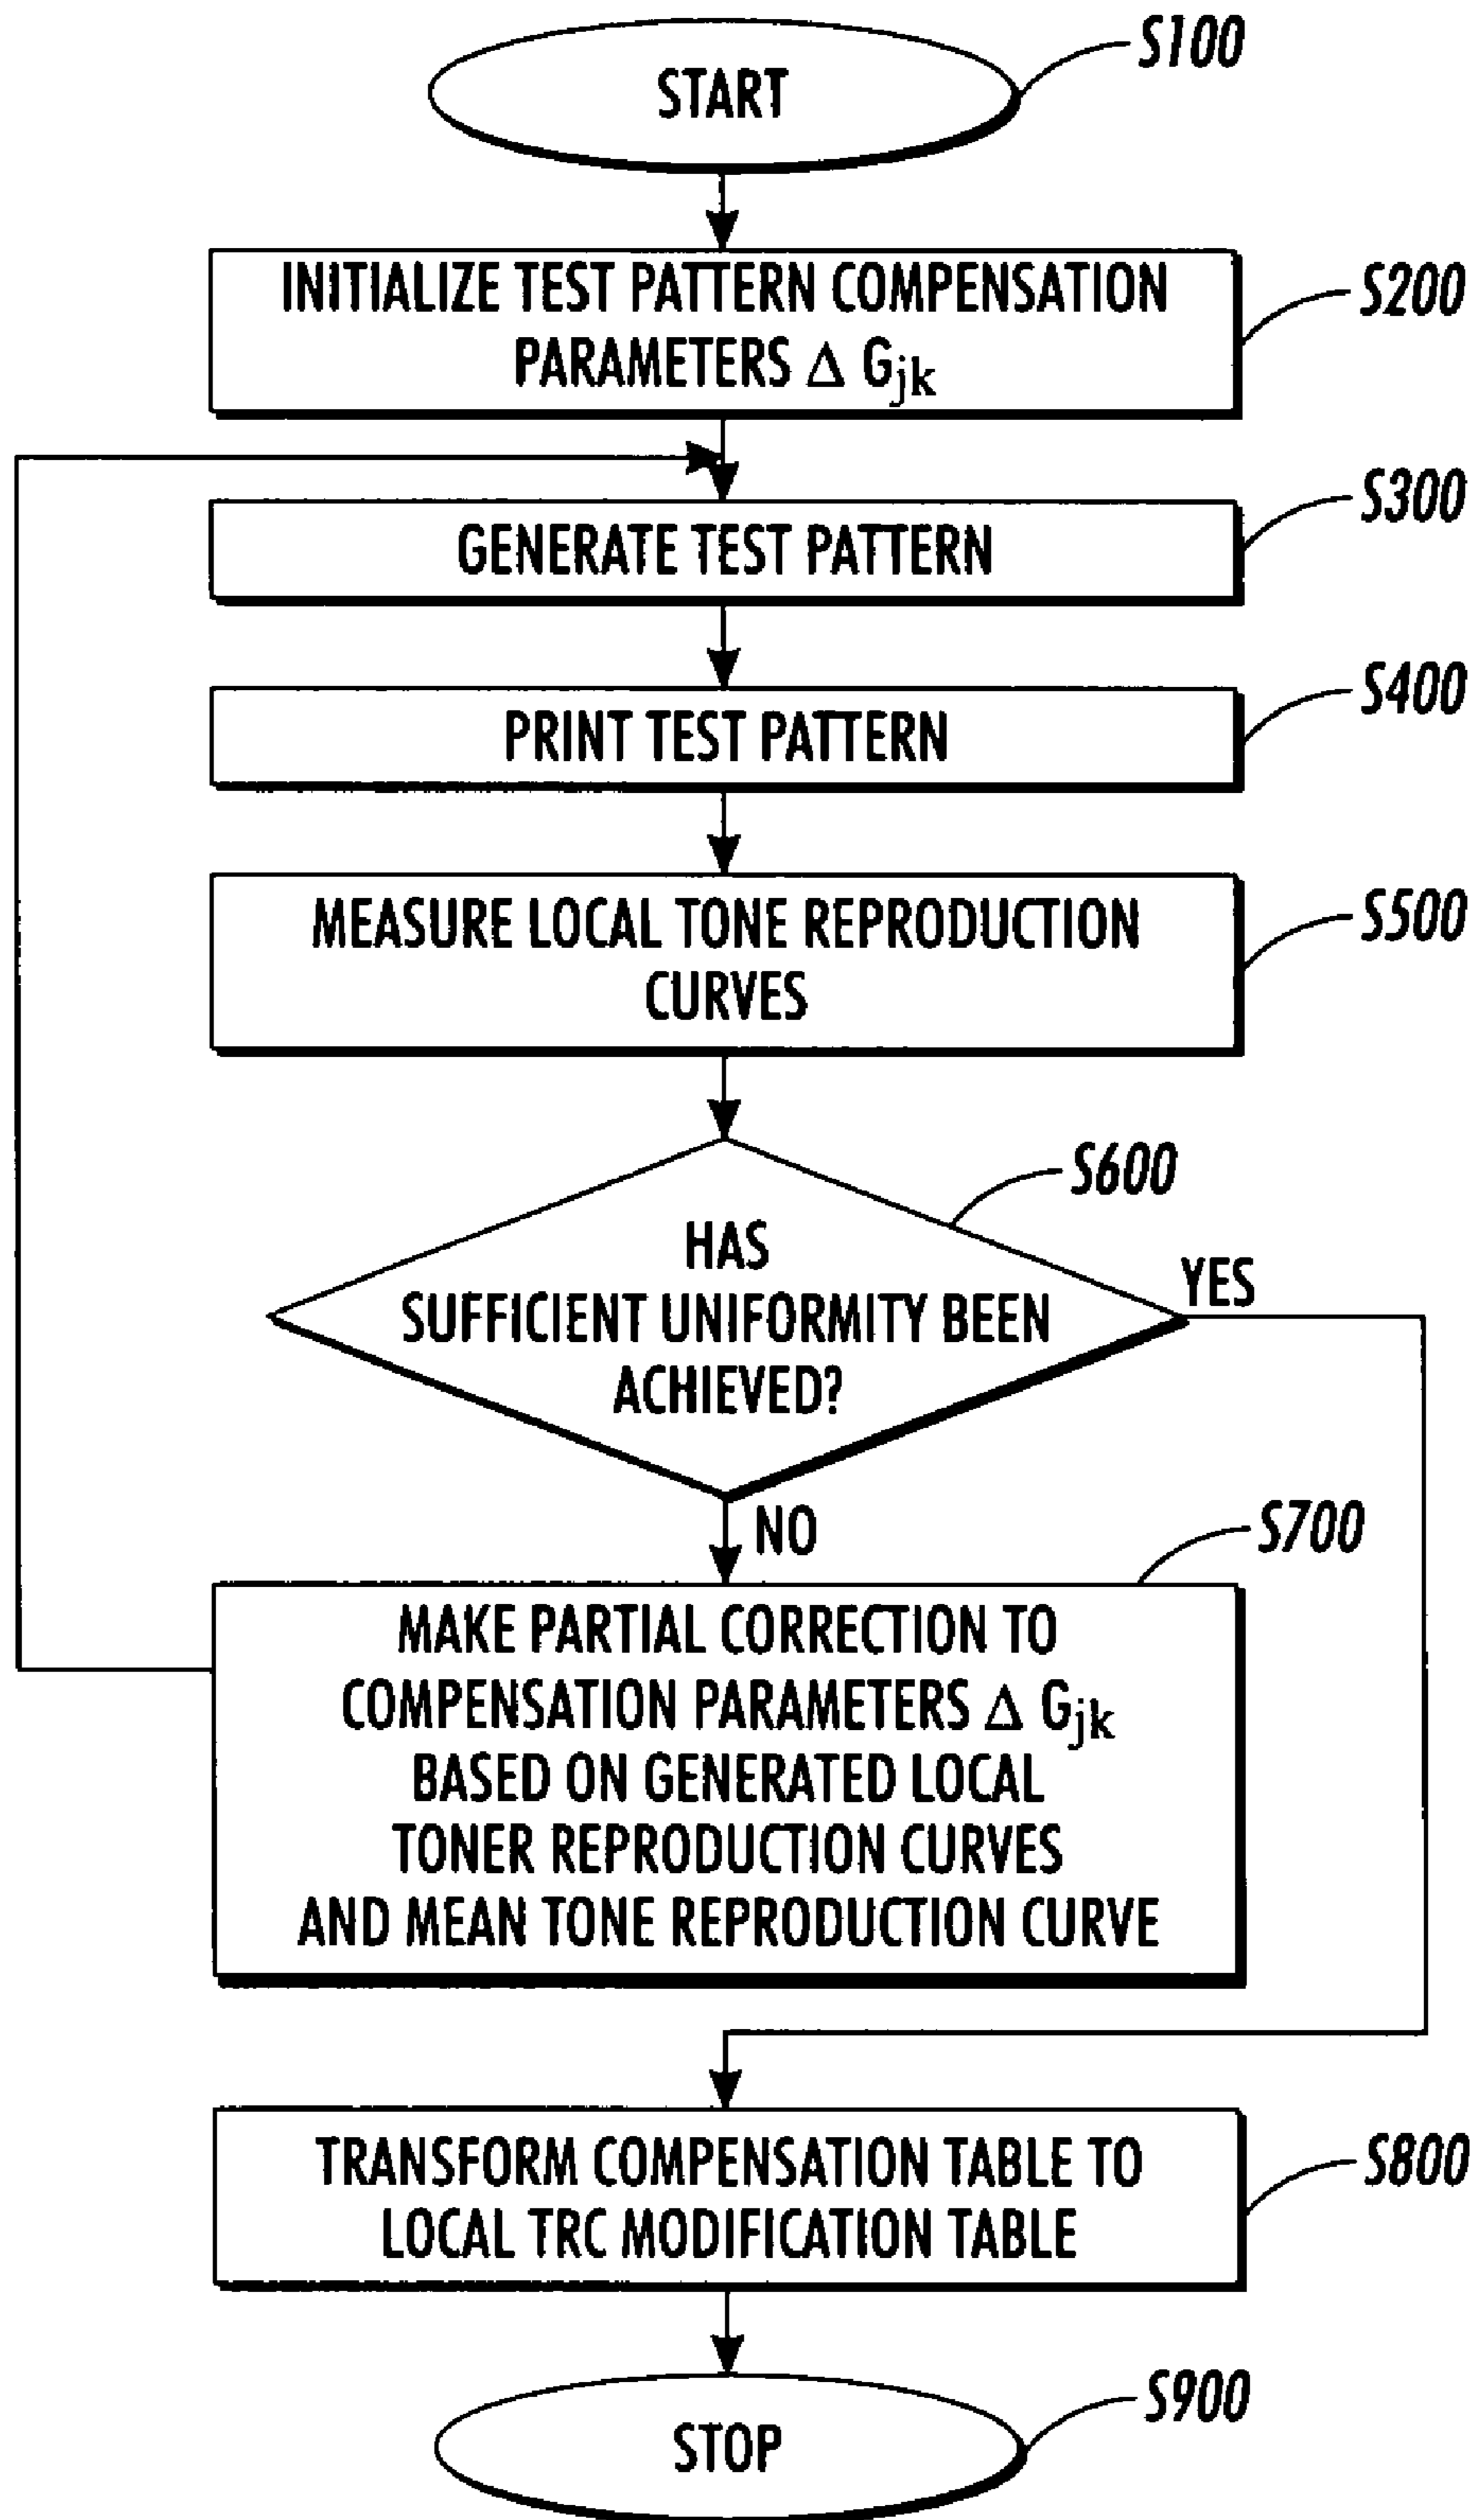 S100
START
INITIALIZE TEST PATTERN COMPENSATION
PARAMETERS Δ Gjk
S200
GENERATE TEST PATTERN
S300
PRINT TEST PATTERN
S400
MEASURE LOCAL TONE REPRODUCTION
CURVES
S500
S600
HAS
SUFFICIENT UNIFORMITY BEEN
ACHIEVED?
YES
NO
S700
MAKE PARTIAL CORRECTION TO
COMPENSATION PARAMETERS Δ Gjk
BASED ON GENERATED LOCAL
TONER REPRODUCTION CURVES
AND MEAN TONE REPRODUCTION CURVE
TRANSFORM COMPENSATION TABLE TO
LOCAL TRC MODIFICATION TABLE
S800
S900
STOP